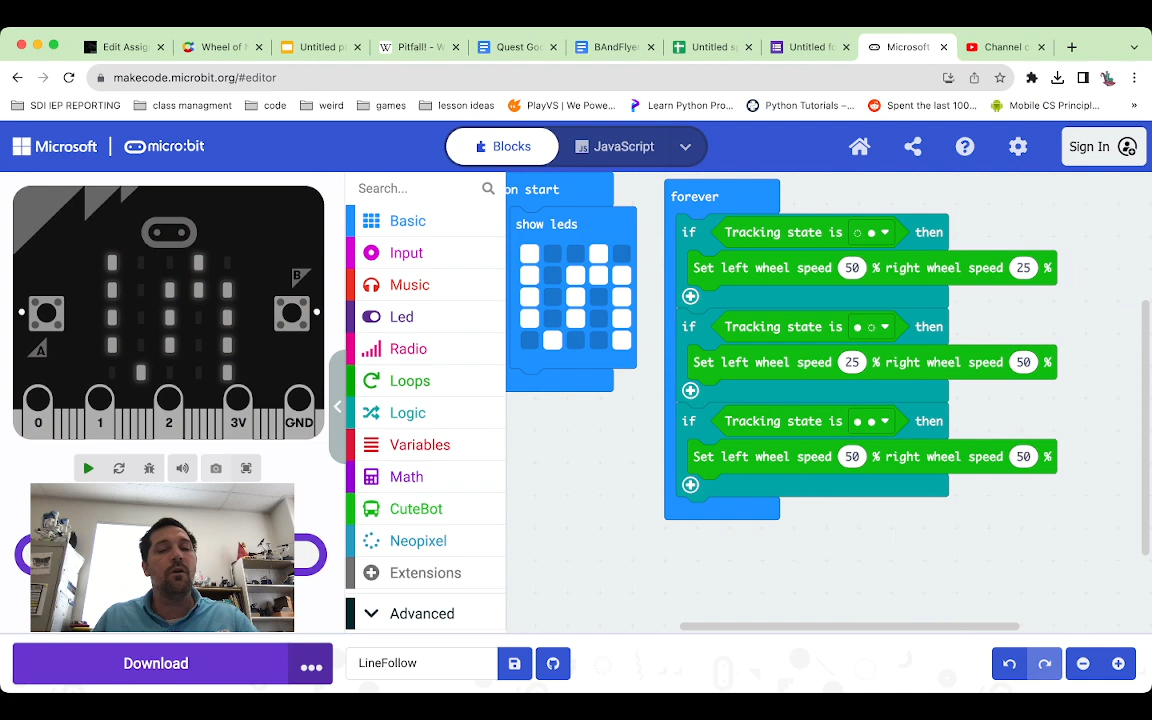 Edit Assig
Wheel of
Untitled p
Pitfall! - W
Quest Go
BAndFlye
Untitled s
Untitled fo
Microsoft
Channel c
makecode.microbit.org/#editor
SDI IEP REPORTING
class managment
code
weird
games
lesson ideas
PlayVS | We Powe...
Learn Python Pro...
Python Tutorials –...
Spent the last 100...
Mobile CS Principl...
»
Microsoft | micro:bit
Blocks
JS JavaScript
Sign In
A
B
0 1 2 3V GND
Search...
Basic
Input
Music
Led
Radio
Loops
Logic
Variables
Math
CuteBot
Neopixel
Extensions
Advanced
on start
show leds
forever
if Tracking state is ◌ ● then
Set left wheel speed 50 % right wheel speed 25 %
if Tracking state is ● ◌ then
Set left wheel speed 25 % right wheel speed 50 %
if Tracking state is ● ● then
Set left wheel speed 50 % right wheel speed 50 %
Download
LineFollow